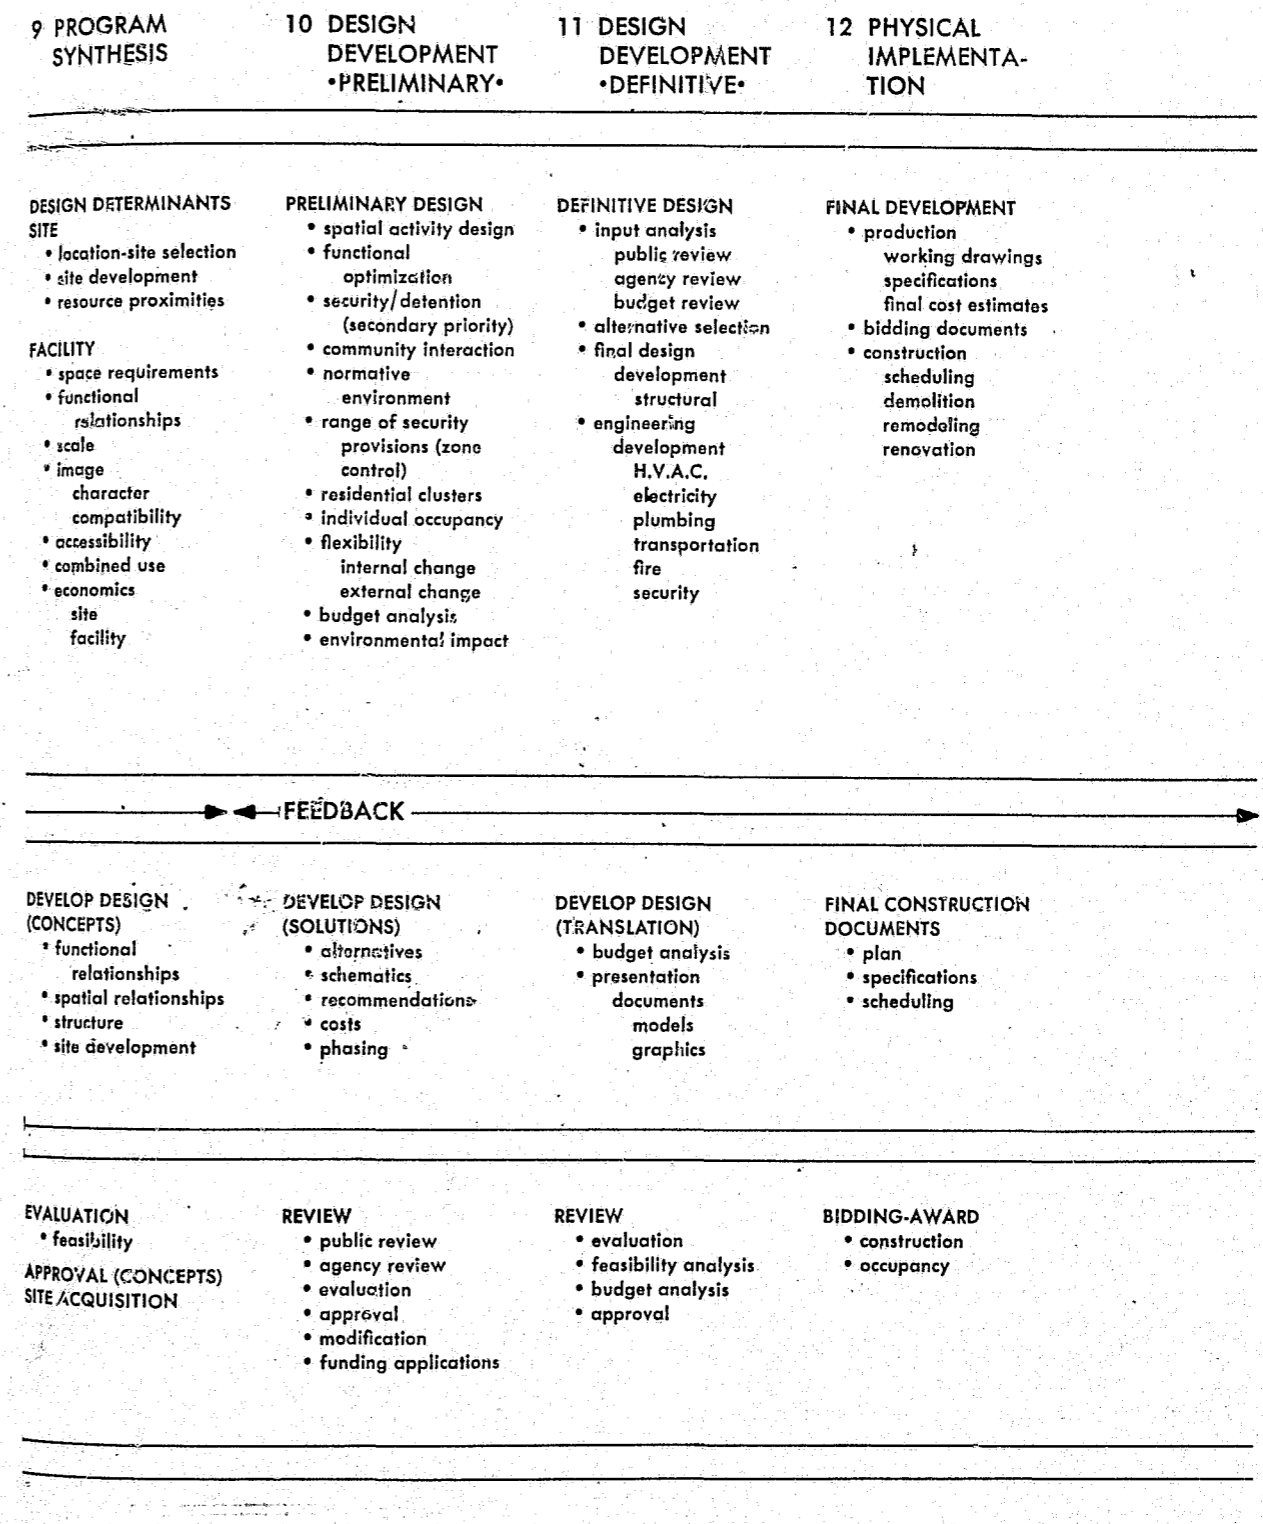 9 PROGRAM
SYNTHESIS
10 DESIGN
DEVELOPMENT
•PRELIMINARY•
11 DESIGN
DEVELOPMENT
•DEFINITIVE•
12 PHYSICAL
IMPLEMENTA-
TION
DESIGN DETERMINANTS
SITE
• location-site selection
• site development
• resource proximities
FACILITY
• space requirements
• functional
relationships
• scale
• image
character
compatibility
• accessibility
• combined use
• economics
site
facility
PRELIMINARY DESIGN
• spatial activity design
• functional
optimization
• security/detention
(secondary priority)
• community interaction
• normative
environment
• range of security
provisions (zone
control)
• residential clusters
• individual occupancy
• flexibility
internal change
external change
• budget analysis
• environmental impact
DEFINITIVE DESIGN
• input analysis
public review
agency review
budget review
• alternative selection
• final design
development
structural
• engineering
development
H.V.A.C.
electricity
plumbing
transportation
fire
security
FINAL DEVELOPMENT
• production
working drawings
specifications
final cost estimates
• bidding documents
• construction
scheduling
demolition
remodeling
renovation
FEEDBACK
DEVELOP DESIGN
(CONCEPTS)
• functional
relationships
• spatial relationships
• structure
• site development
DEVELOP DESIGN
(SOLUTIONS)
• alternatives
• schematics
• recommendations
• costs
• phasing
DEVELOP DESIGN
(TRANSLATION)
• budget analysis
• presentation
documents
models
graphics
FINAL CONSTRUCTION
DOCUMENTS
• plan
• specifications
• scheduling
EVALUATION
• feasibility
APPROVAL (CONCEPTS)
SITE ACQUISITION
REVIEW
• public review
• agency review
• evaluation
• approval
• modification
• funding applications
REVIEW
• evaluation
• feasibility analysis
• budget analysis
• approval
BIDDING-AWARD
• construction
• occupancy